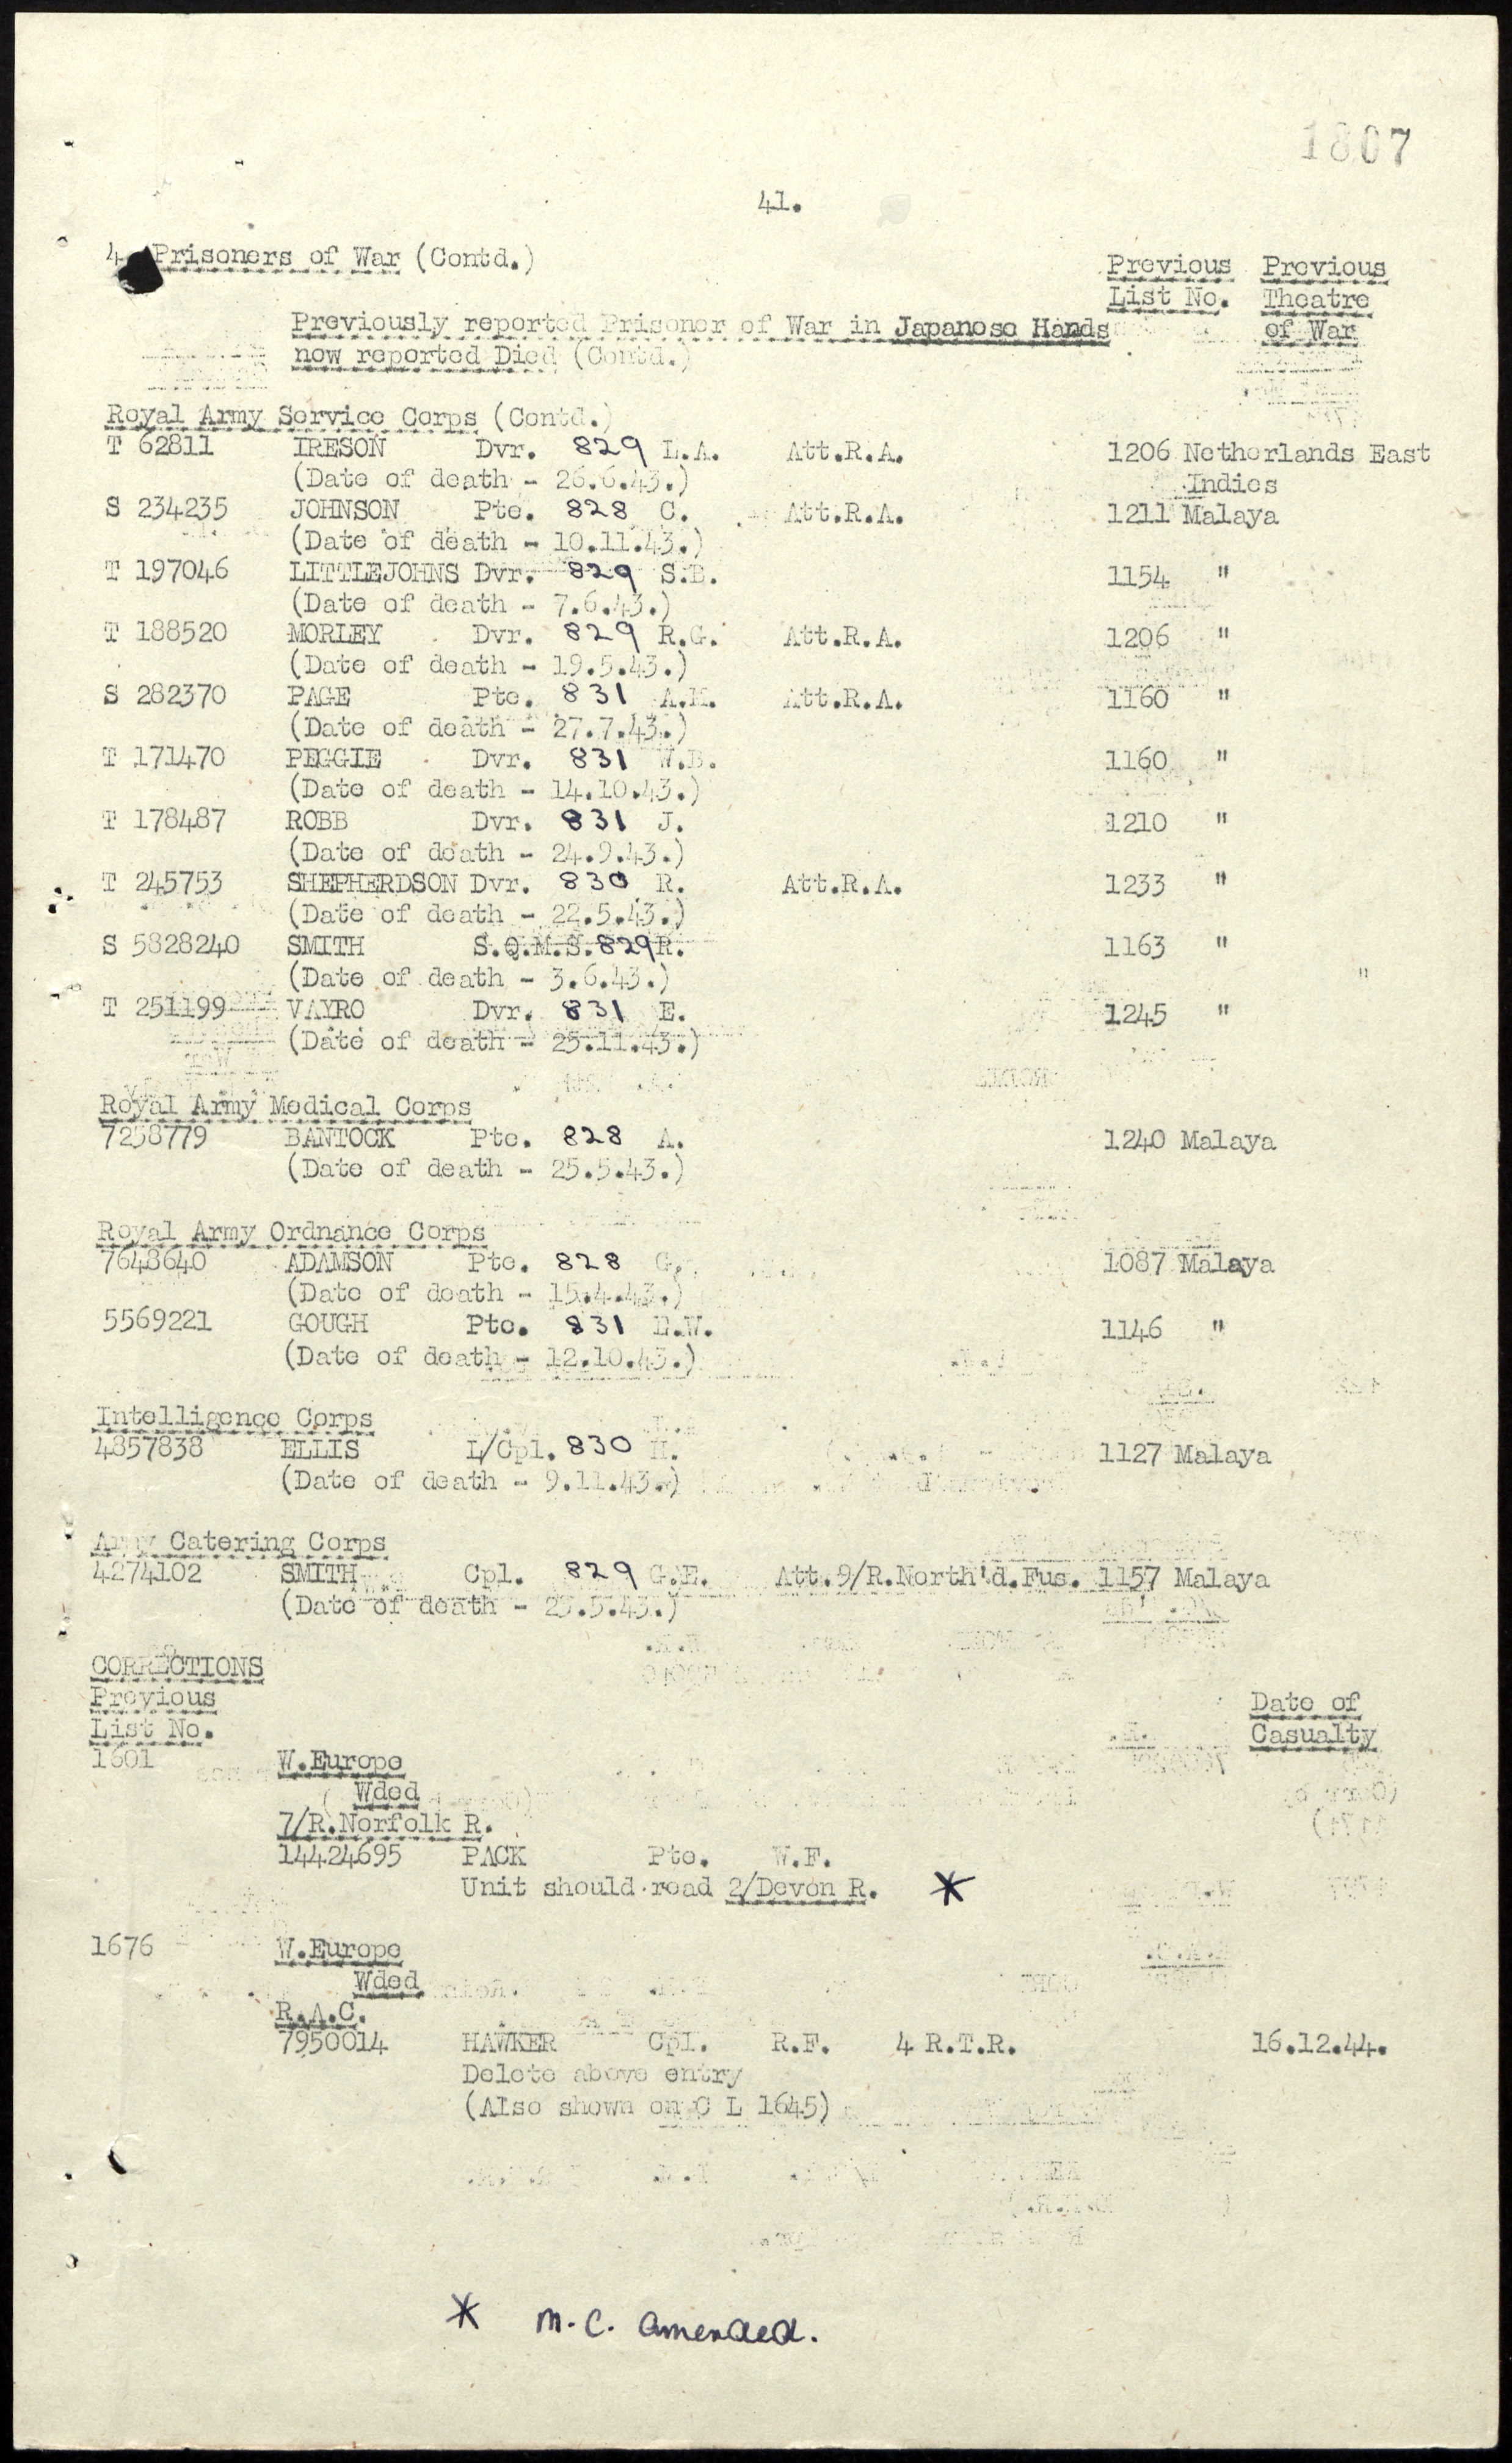 1807
41.
4. Prisoners of War (Contd.)
Previous Previous
List No. Theatre
of War
Previously reported Prisoner of War in Japanese Hands
now reported Died (Contd.)
Royal Army Service Corps (Contd.)
T 62811 IRESON Dvr. 829 L.A. Att.R.A. 1206 Netherlands East
(Date of death - 26.6.43.) Indies
S 234235 JOHNSON Pte. 828 C. Att.R.A. 1211 Malaya
(Date of death - 10.11.43.)
T 197046 LITTLEJOHNS Dvr. 829 S.B. 1154 "
(Date of death - 7.6.43.)
T 188520 MORLEY Dvr. 829 R.G. Att.R.A. 1206 "
(Date of death - 19.5.43.)
S 282370 PAGE Pte. 831 A.M. Att.R.A. 1160 "
(Date of death - 27.7.43.)
T 171470 PEGGIE Dvr. 831 W.B. 1160 "
(Date of death - 14.10.43.)
T 178487 ROBB Dvr. 831 J. 1210 "
(Date of death - 24.9.43.)
T 245753 SHEPHERDSON Dvr. 830 R. Att.R.A. 1233 "
(Date of death - 22.5.43.)
S 5828240 SMITH S.Q.M.S. 829 R. 1163 "
(Date of death - 3.6.43.)
T 251199 VAYRO Dvr. 831 E. 1245 "
(Date of death - 25.11.43.)
Royal Army Medical Corps
7258779 BANTOCK Pte. 828 A. 1240 Malaya
(Date of death - 25.5.43.)
Royal Army Ordnance Corps
7648640 ADAMSON Pte. 828 G. 1087 Malaya
(Date of death - 15.4.43.)
5569221 GOUGH Pte. 831 1146 "
(Date of death - 12.10.43.)
Intelligence Corps
4857838 ELLIS L/Cpl. 830 H. 1127 Malaya
(Date of death - 9.11.43.)
Army Catering Corps
4274102 SMITH Cpl. 829 G.E. Att.9/R.North'd.Fus. 1157 Malaya
(Date of death - 25.5.43.)
CORRECTIONS
Previous Date of
List No. Casualty
1601 W.Europe
Wded
7/R.Norfolk R.
14424695 PACK Pte. W.F.
Unit should read 2/Devon R. *
1676 W.Europe
Wded
R.A.C.
7950014 HAWKER Cpl. R.F. 4 R.T.R. 16.12.44.
Delete above entry
(Also shown on C L 1645)
* M.C. amended.